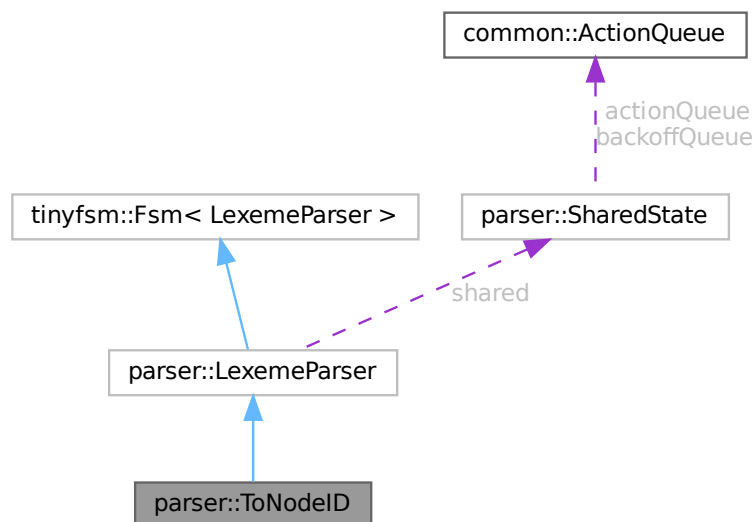 common::ActionQueue
actionQueue
backoffQueue
tinyfsm::Fsm< LexemeParser >
parser::SharedState
shared
parser::LexemeParser
parser::ToNodeID